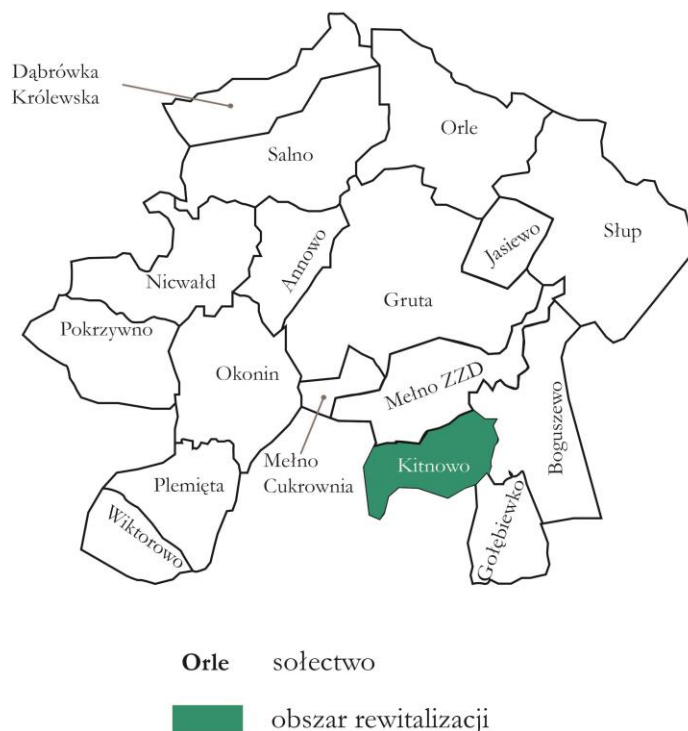 Dąbrówka
Królewska
Orle
Salno
Słup
Jasiewo
Annowo
Nicwałd
Gruta
Pokrzywno
Okonin
Mełno ZZD
Boguszewo
Mełno
Cukrownia
Kitnowo
Plemięta
Gołębiewko
Wiktorowo
Orle sołectwo
obszar rewitalizacji